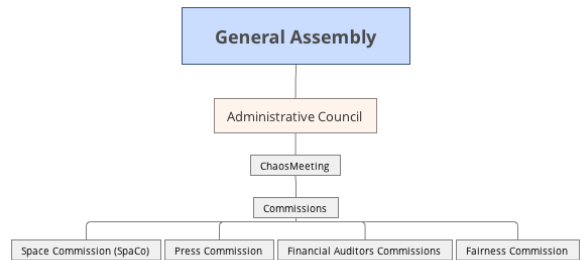 General Assembly
Administrative Council
ChaosMeeting
Commissions
Space Commission (SpaCo)
Press Commission
Financial Auditors Commissions
Fairness Commission